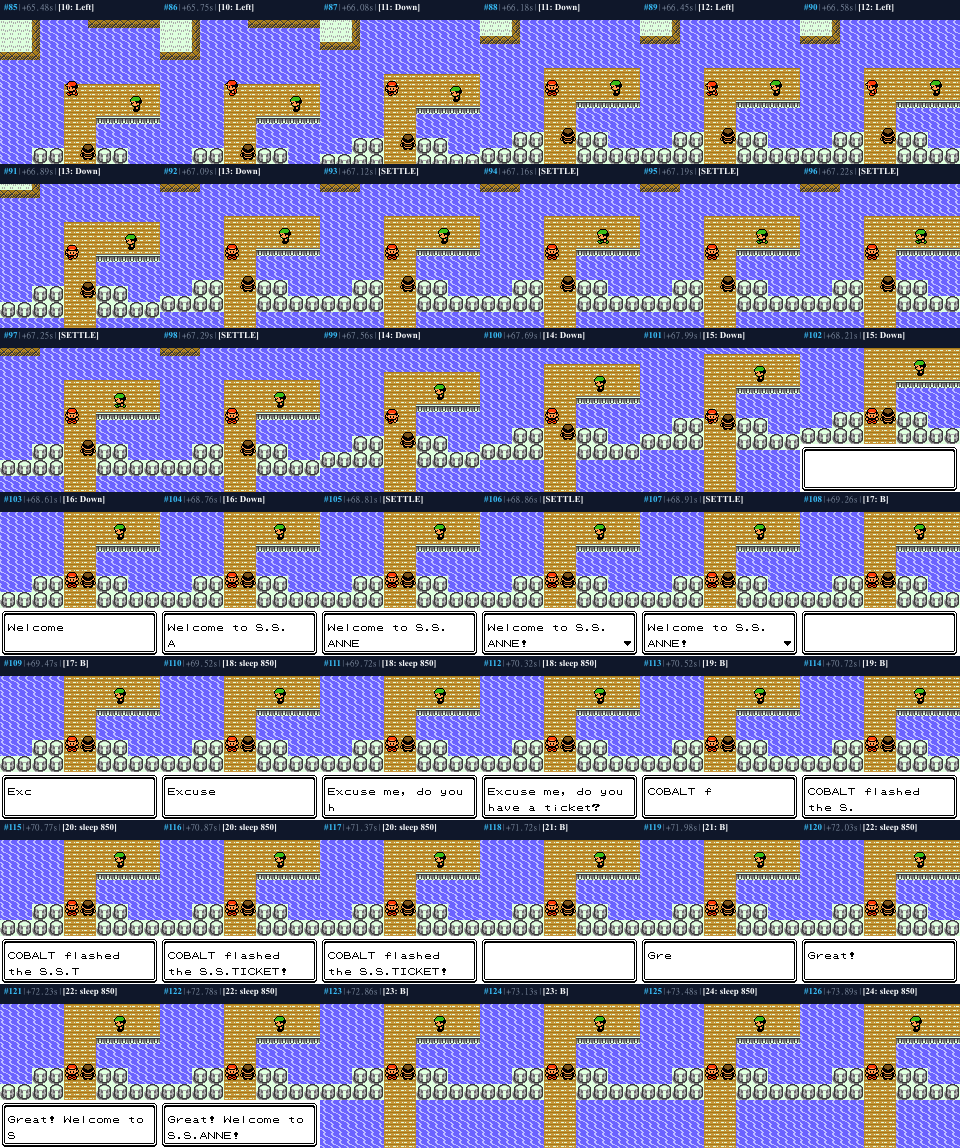 #85|+65.48s|[10: Left]
#86|+65.75s|[10: Left]
#87|+66.08s|[11: Down]
#88|+66.18s|[11: Down]
#89|+66.45s|[12: Left]
#90|+66.58s|[12: Left]
#91|+66.89s|[13: Down]
#92|+67.09s|[13: Down]
#93|+67.12s|[SETTLE]
#94|+67.16s|[SETTLE]
#95|+67.19s|[SETTLE]
#96|+67.22s|[SETTLE]
#97|+67.25s|[SETTLE]
#98|+67.29s|[SETTLE]
#99|+67.56s|[14: Down]
#100|+67.69s|[14: Down]
#101|+67.99s|[15: Down]
#102|+68.21s|[15: Down]
#103|+68.61s|[16: Down]
#104|+68.76s|[16: Down]
#105|+68.81s|[SETTLE]
#106|+68.86s|[SETTLE]
#107|+68.91s|[SETTLE]
#108|+69.26s|[17: B]
Welcome
Welcome to S.S.
A
Welcome to S.S.
ANNE
Welcome to S.S.
ANNE!
Welcome to S.S.
ANNE!
#109|+69.47s|[17: B]
#110|+69.52s|[18: sleep 850]
#111|+69.72s|[18: sleep 850]
#112|+70.32s|[18: sleep 850]
#113|+70.52s|[19: B]
#114|+70.72s|[19: B]
Exc
Excuse
Excuse me, do you
h
Excuse me, do you
have a ticket?
COBALT f
COBALT flashed
the S.
#115|+70.77s|[20: sleep 850]
#116|+70.87s|[20: sleep 850]
#117|+71.37s|[20: sleep 850]
#118|+71.72s|[21: B]
#119|+71.98s|[21: B]
#120|+72.03s|[22: sleep 850]
COBALT flashed
the S.S.T
COBALT flashed
the S.S.TICKET!
COBALT flashed
the S.S.TICKET!
Gre
Great!
#121|+72.23s|[22: sleep 850]
#122|+72.78s|[22: sleep 850]
#123|+72.86s|[23: B]
#124|+73.13s|[23: B]
#125|+73.48s|[24: sleep 850]
#126|+73.89s|[24: sleep 850]
Great! Welcome to
S
Great! Welcome to
S.S.ANNE!